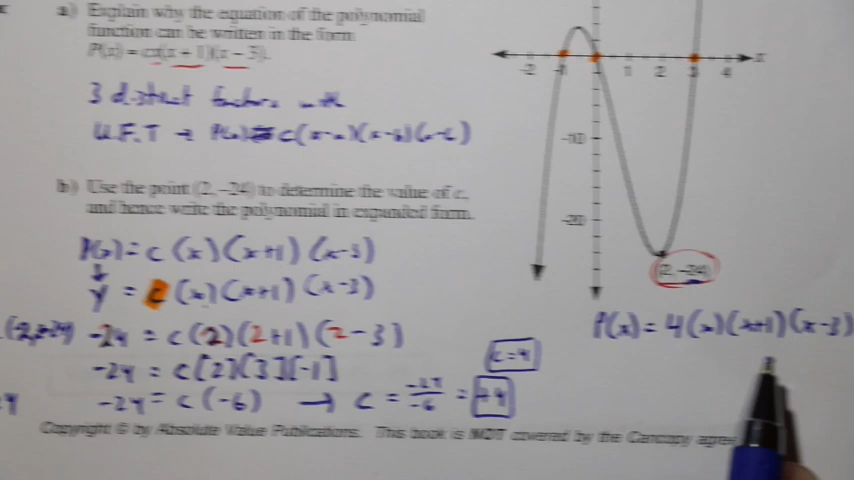 a) Explain why the equation of the polynomial
function can be written in the form
P(x) = cx(x + 1)(x − 3).
3 distinct factors with
U.F.T → P(x) = c(x-a)(x-b)(x-c)
b) Use the point (2, −24) to determine the value of c,
and hence write the polynomial in expanded form.
P(x) = c (x)(x+1)(x-3)
y = c (x)(x+1)(x-3)
-24 = c(2)(2+1)(2-3)
-24 = c[2][3][-1]
-24 = c(-6) → c = -24/-6 = +4
c=4
-2 -1 1 2 3 4 x
-10
-20
(2, −24)
P(x) = 4(x)(x+1)(x-3)
Copyright © by Absolute Value Publications. This book is NOT covered by the Cancopy agre